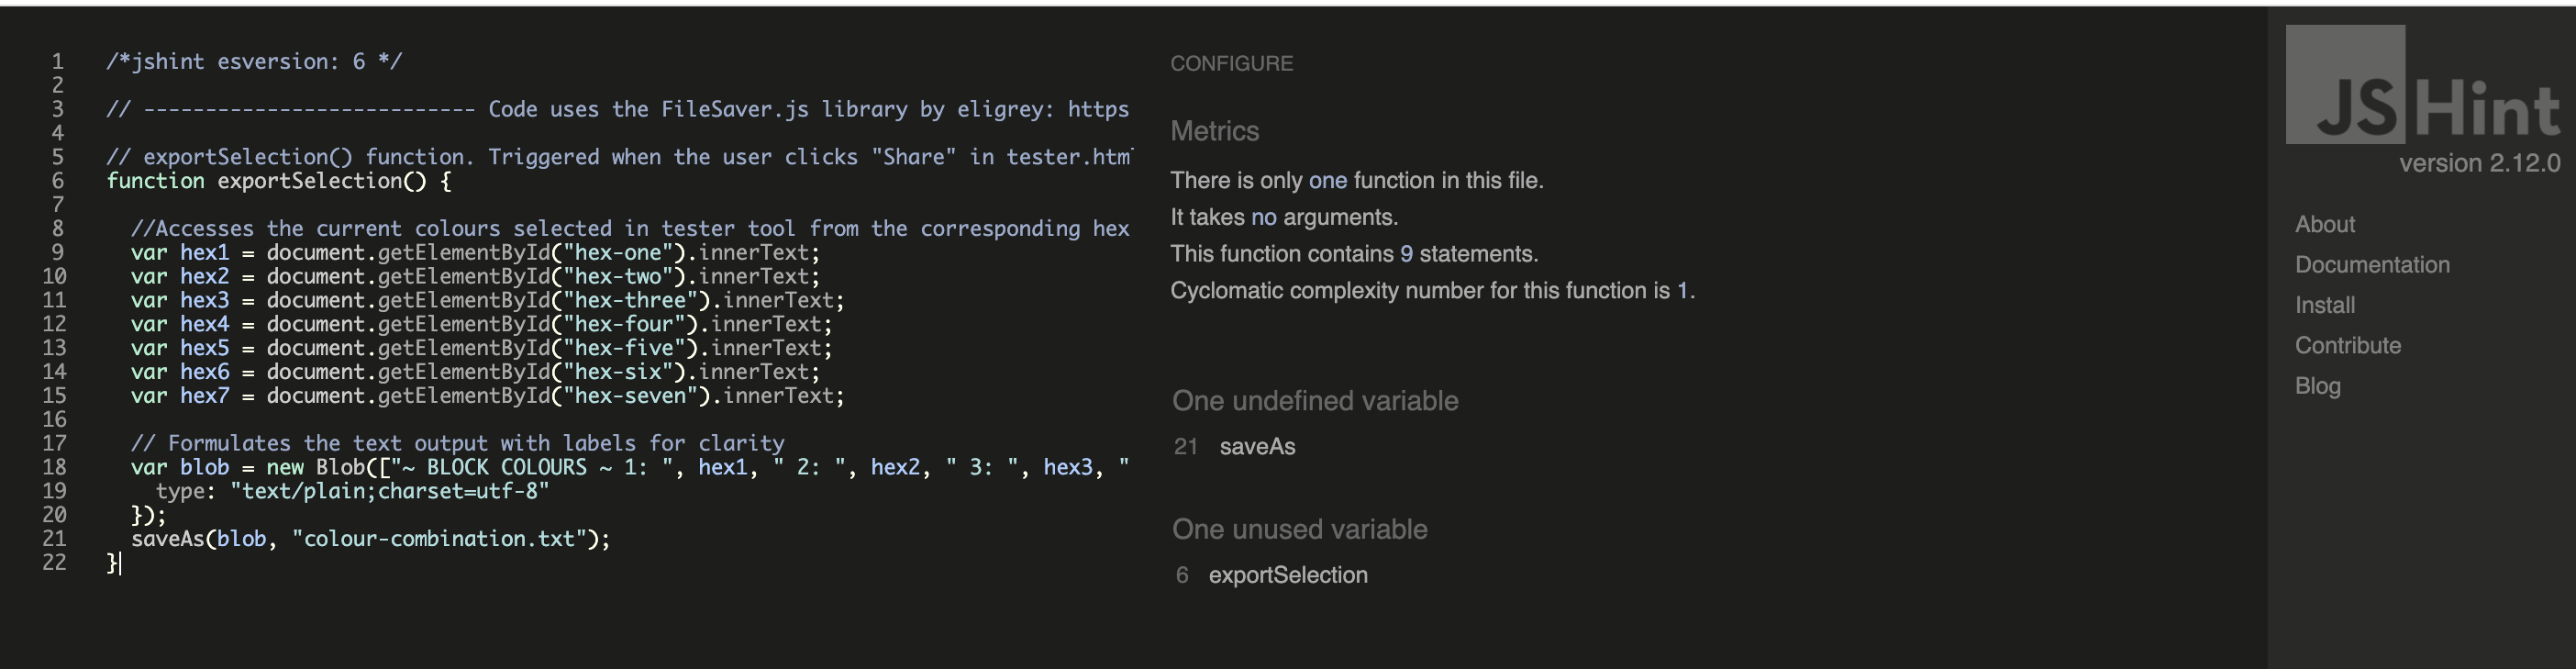 1 /*jshint esversion: 6 */
2
3 // --------------------------- Code uses the FileSaver.js library by eligrey: https
4
5 // exportSelection() function. Triggered when the user clicks "Share" in tester.htm
6 function exportSelection() {
7
8 //Accesses the current colours selected in tester tool from the corresponding hex
9 var hex1 = document.getElementById("hex-one").innerText;
10 var hex2 = document.getElementById("hex-two").innerText;
11 var hex3 = document.getElementById("hex-three").innerText;
12 var hex4 = document.getElementById("hex-four").innerText;
13 var hex5 = document.getElementById("hex-five").innerText;
14 var hex6 = document.getElementById("hex-six").innerText;
15 var hex7 = document.getElementById("hex-seven").innerText;
16
17 // Formulates the text output with labels for clarity
18 var blob = new Blob(["~ BLOCK COLOURS ~ 1: ", hex1, " 2: ", hex2, " 3: ", hex3, "
19 type: "text/plain;charset=utf-8"
20 });
21 saveAs(blob, "colour-combination.txt");
22 }
CONFIGURE
Metrics
There is only one function in this file.
It takes no arguments.
This function contains 9 statements.
Cyclomatic complexity number for this function is 1.
One undefined variable
21 saveAs
One unused variable
6 exportSelection
JSHint
version 2.12.0
About
Documentation
Install
Contribute
Blog